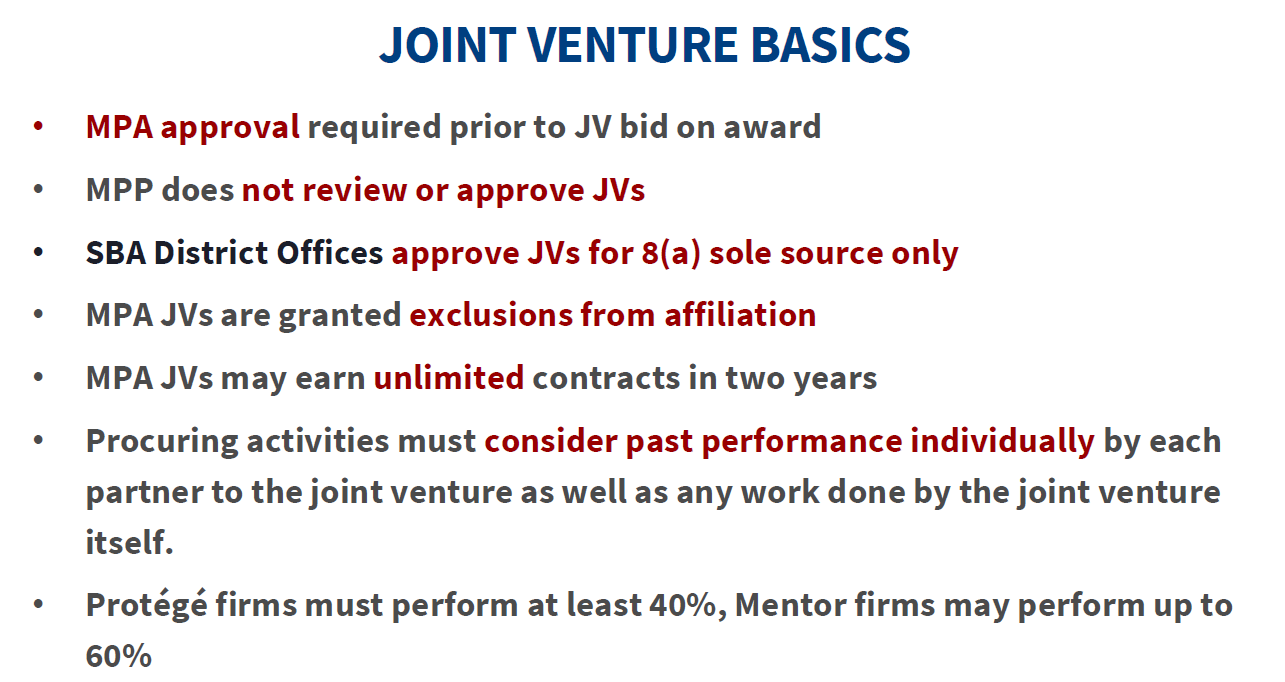 JOINT VENTURE BASICS
• MPA approval required prior to JV bid on award
• MPP does not review or approve JVs
• SBA District Offices approve JVs for 8(a) sole source only
• MPA JVs are granted exclusions from affiliation
• MPA JVs may earn unlimited contracts in two years
• Procuring activities must consider past performance individually by each
partner to the joint venture as well as any work done by the joint venture
itself.
• Protégé firms must perform at least 40%, Mentor firms may perform up to
60%